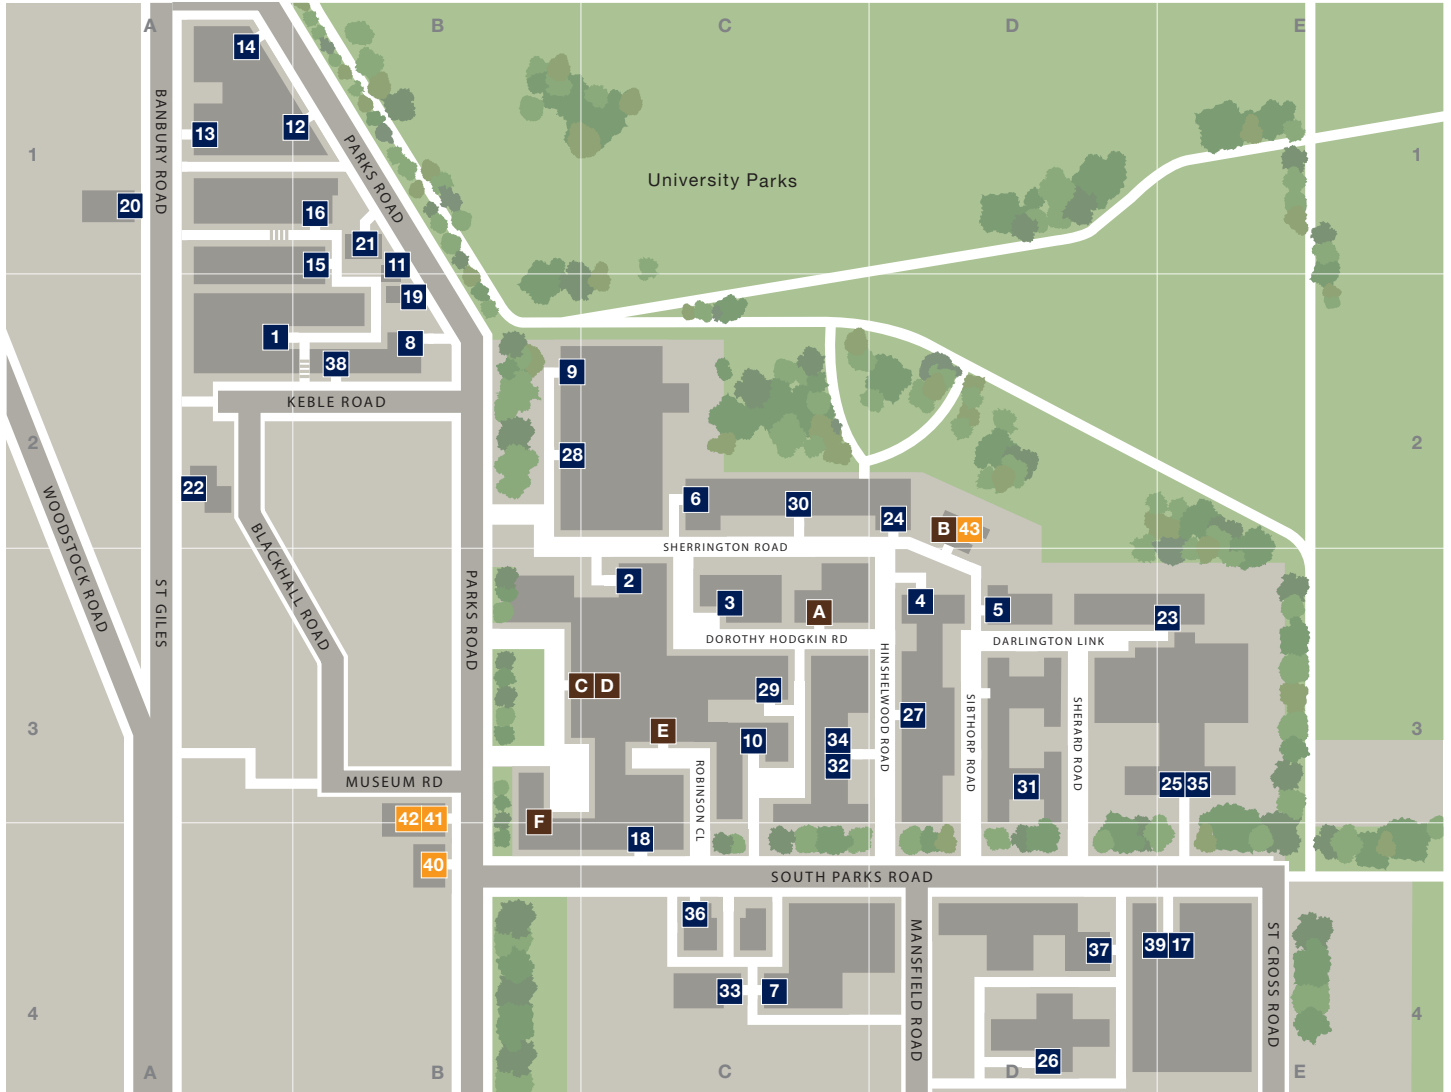 A
B
C
D
E
14
BANBURY ROAD
13
12
PARKS ROAD
1
1
University Parks
20
16
21
15
11
19
1
8
38
9
KEBLE ROAD
2
2
28
22
6
30
24
B 43
WOODSTOCK ROAD
BLACKHALL ROAD
SHERRINGTON ROAD
ST GILES
PARKS ROAD
2
3
A
4
5
23
DOROTHY HODGKIN RD
DARLINGTON LINK
HINSHELWOOD ROAD
C D
29
SIBTHORP ROAD
SHERARD ROAD
27
3
3
E
10
34
32
ROBINSON CL
MUSEUM RD
31
25 35
42 41
F
18
40
SOUTH PARKS ROAD
36
MANSFIELD ROAD
37
39 17
ST CROSS ROAD
33
7
4
4
26
A
B
C
D
E